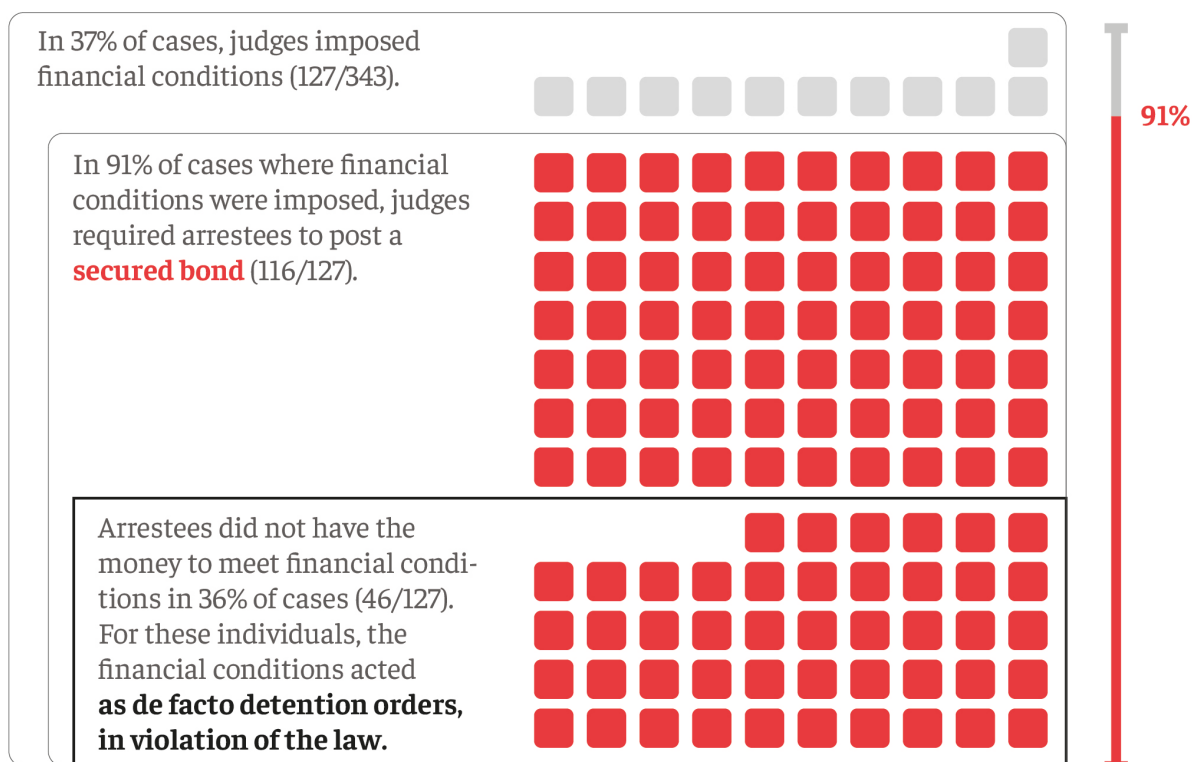 In 37% of cases, judges imposed
financial conditions (127/343).
91%
In 91% of cases where financial
conditions were imposed, judges
required arrestees to post a
secured bond (116/127).
Arrestees did not have the
money to meet financial condi-
tions in 36% of cases (46/127).
For these individuals, the
financial conditions acted
as de facto detention orders,
in violation of the law.